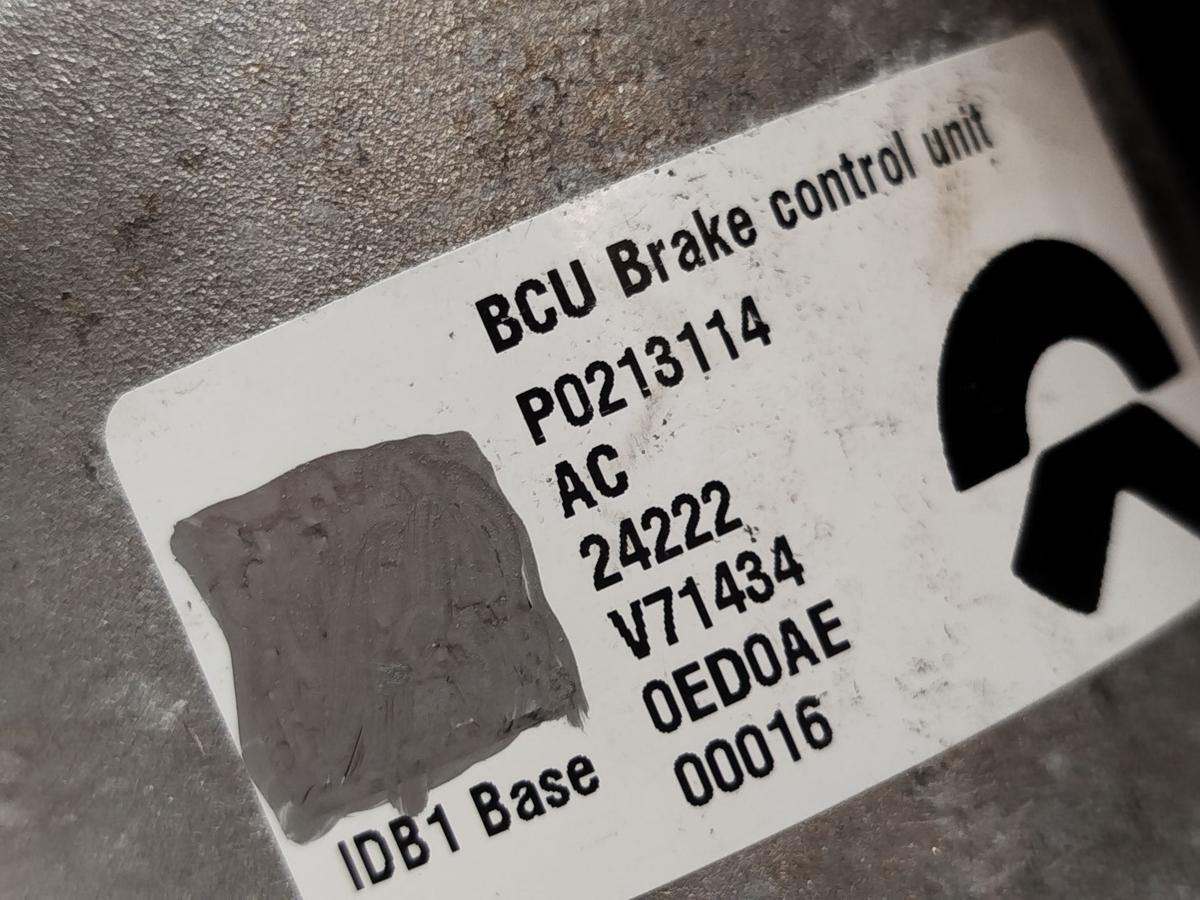 BCU Brake control unit
P0213114
AC
24222
V71434
0ED0AE
00016
IDB1 Base